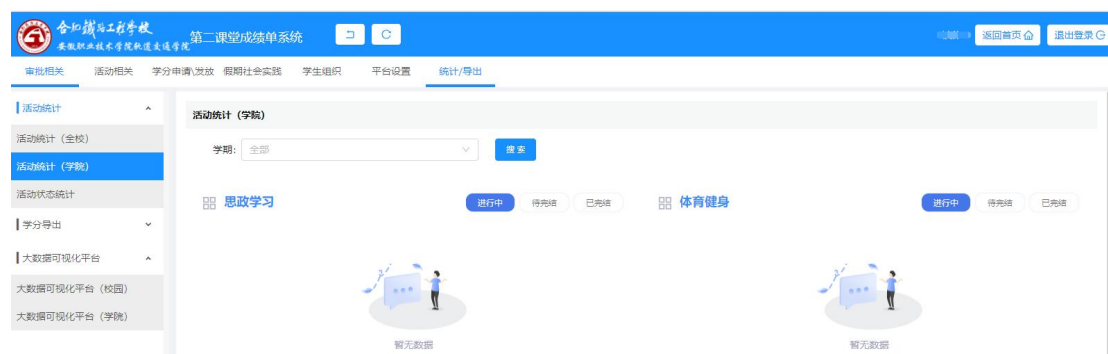 合肥铁路工程学校
安徽职业技术学院轨道交通学院
第二课堂成绩单系统
返回首页
退出登录
审批相关 活动相关 学分申请\发放 假期社会实践 学生组织 平台设置 统计/导出
活动统计
活动统计（全校）
活动统计（学院）
活动状态统计
学分导出
大数据可视化平台
大数据可视化平台（校园）
大数据可视化平台（学院）
活动统计（学院）
学期: 全部 搜索
思政学习 进行中 待完结 已完结
暂无数据
体育健身 进行中 待完结 已完结
暂无数据